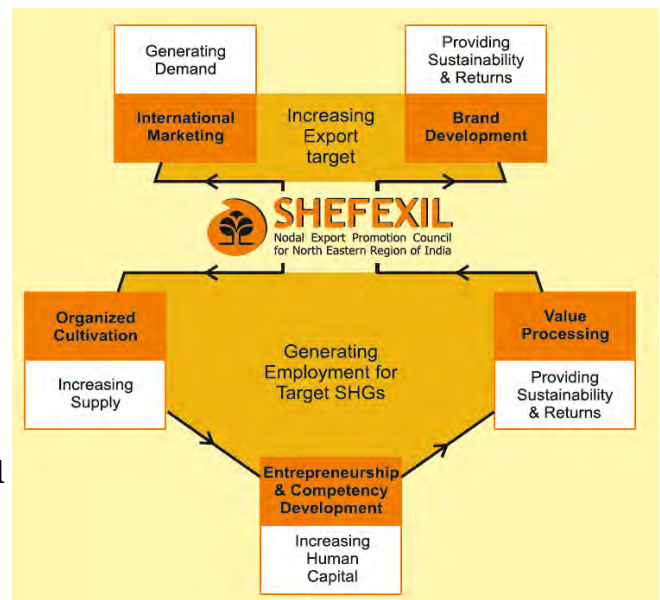 Generating
Demand
International
Marketing
Increasing
Export
target
Providing
Sustainability
& Returns
Brand
Development
SHEFEXIL
Nodal Export Promotion Council
for North Eastern Region of India
Organized
Cultivation
Increasing
Supply
Generating
Employment for
Target SHGs
Value
Processing
Providing
Sustainability
& Returns
Entrepreneurship
& Competency
Development
Increasing
Human
Capital